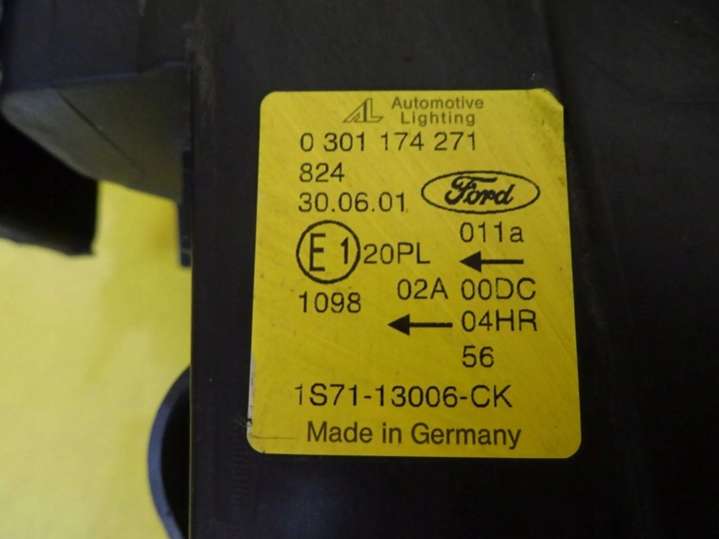 AL Automotive
Lighting
0 301 174 271
824
30.06.01
Ford
011a
E1 20PL ←
1098 02A 00DC
← 04HR
56
1S71-13006-CK
Made in Germany